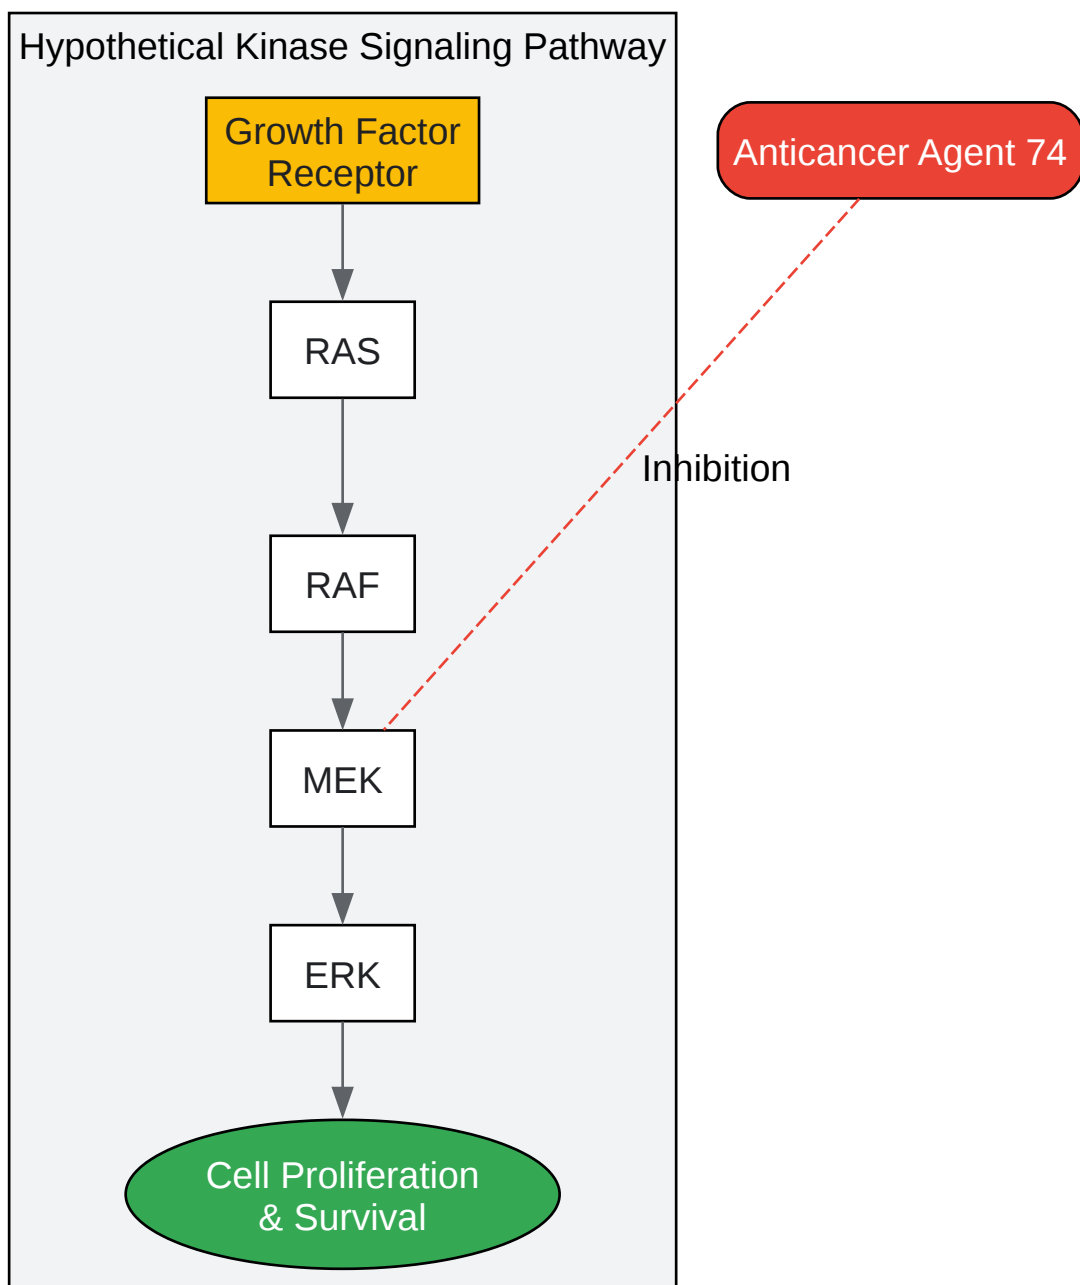 Hypothetical Kinase Signaling Pathway
Growth Factor
Receptor
Anticancer Agent 74
RAS
Inhibition
RAF
MEK
ERK
Cell Proliferation
& Survival